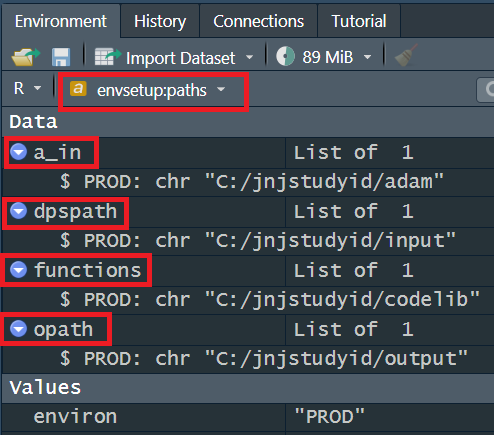 Environment History Connections Tutorial
Import Dataset 89 MiB
R a envsetup:paths
Data
a_in List of 1
$ PROD: chr "C:/jnjstudyid/adam"
dpspath List of 1
$ PROD: chr "C:/jnjstudyid/input"
functions List of 1
$ PROD: chr "C:/jnjstudyid/codelib"
opath List of 1
$ PROD: chr "C:/jnjstudyid/output"
Values
environ "PROD"